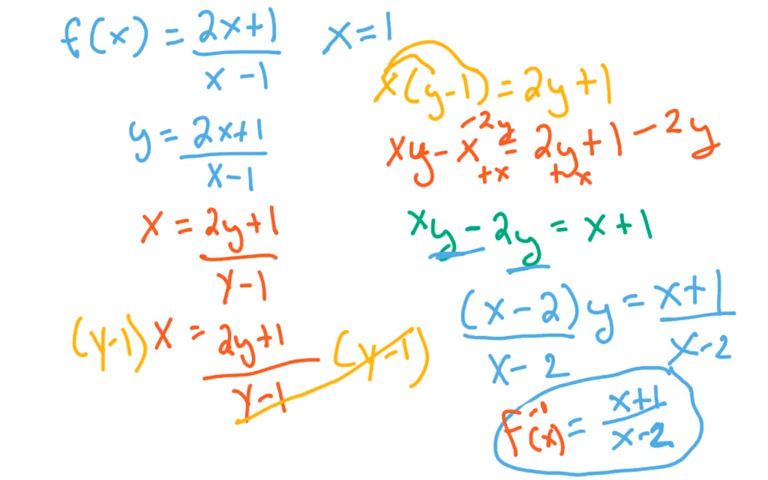 f(x) = (2x+1)/(x-1)   x=1
y = (2x+1)/(x-1)
x = (2y+1)/(y-1)
(y-1) x = (2y+1)/(y-1) (y-1)
x(y-1) = 2y+1
xy - x = 2y+1 - 2y
-2y
+x +x
xy - 2y = x+1
(x-2)y/(x-2) = (x+1)/(x-2)
F⁻¹(x) = (x+1)/(x-2)